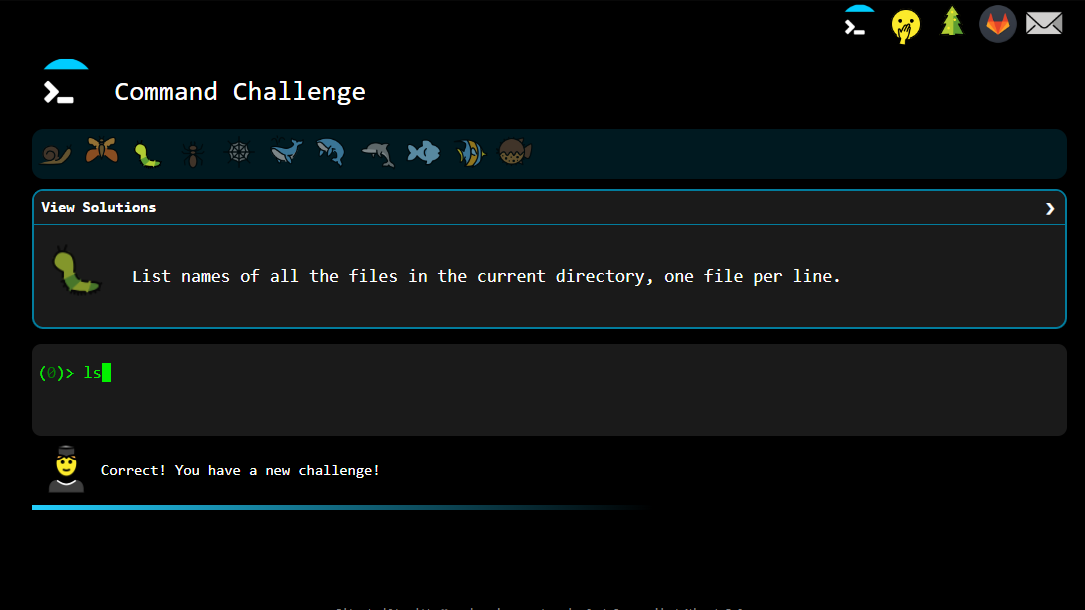 Command Challenge
View Solutions
List names of all the files in the current directory, one file per line.
(0)> ls
Correct! You have a new challenge!